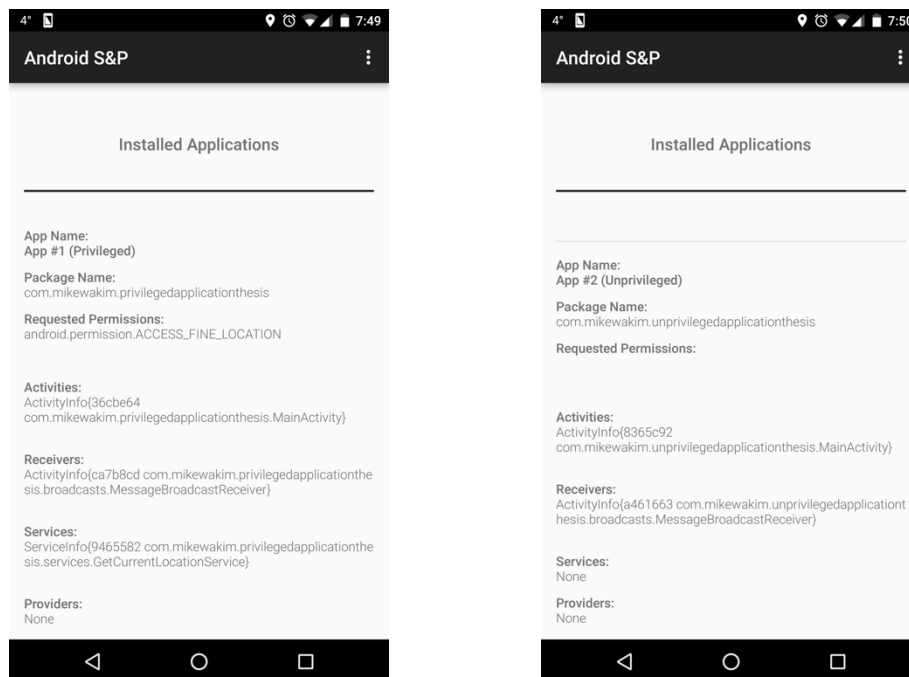 4°
7:49
Android S&P
Installed Applications
App Name:
App #1 (Privileged)
Package Name:
com.mikewakim.privilegedapplicationthesis
Requested Permissions:
android.permission.ACCESS_FINE_LOCATION
Activities:
ActivityInfo{36cbe64
com.mikewakim.privilegedapplicationthesis.MainActivity}
Receivers:
ActivityInfo{ca7b8cd com.mikewakim.privilegedapplicationthe
sis.broadcasts.MessageBroadcastReceiver}
Services:
ServiceInfo{9465582 com.mikewakim.privilegedapplicationthe
sis.services.GetCurrentLocationService}
Providers:
None
4°
7:50
Android S&P
Installed Applications
App Name:
App #2 (Unprivileged)
Package Name:
com.mikewakim.unprivilegedapplicationthesis
Requested Permissions:
Activities:
ActivityInfo{8365c92
com.mikewakim.unprivilegedapplicationthesis.MainActivity}
Receivers:
ActivityInfo{a461663 com.mikewakim.unprivilegedapplicationt
hesis.broadcasts.MessageBroadcastReceiver}
Services:
None
Providers:
None